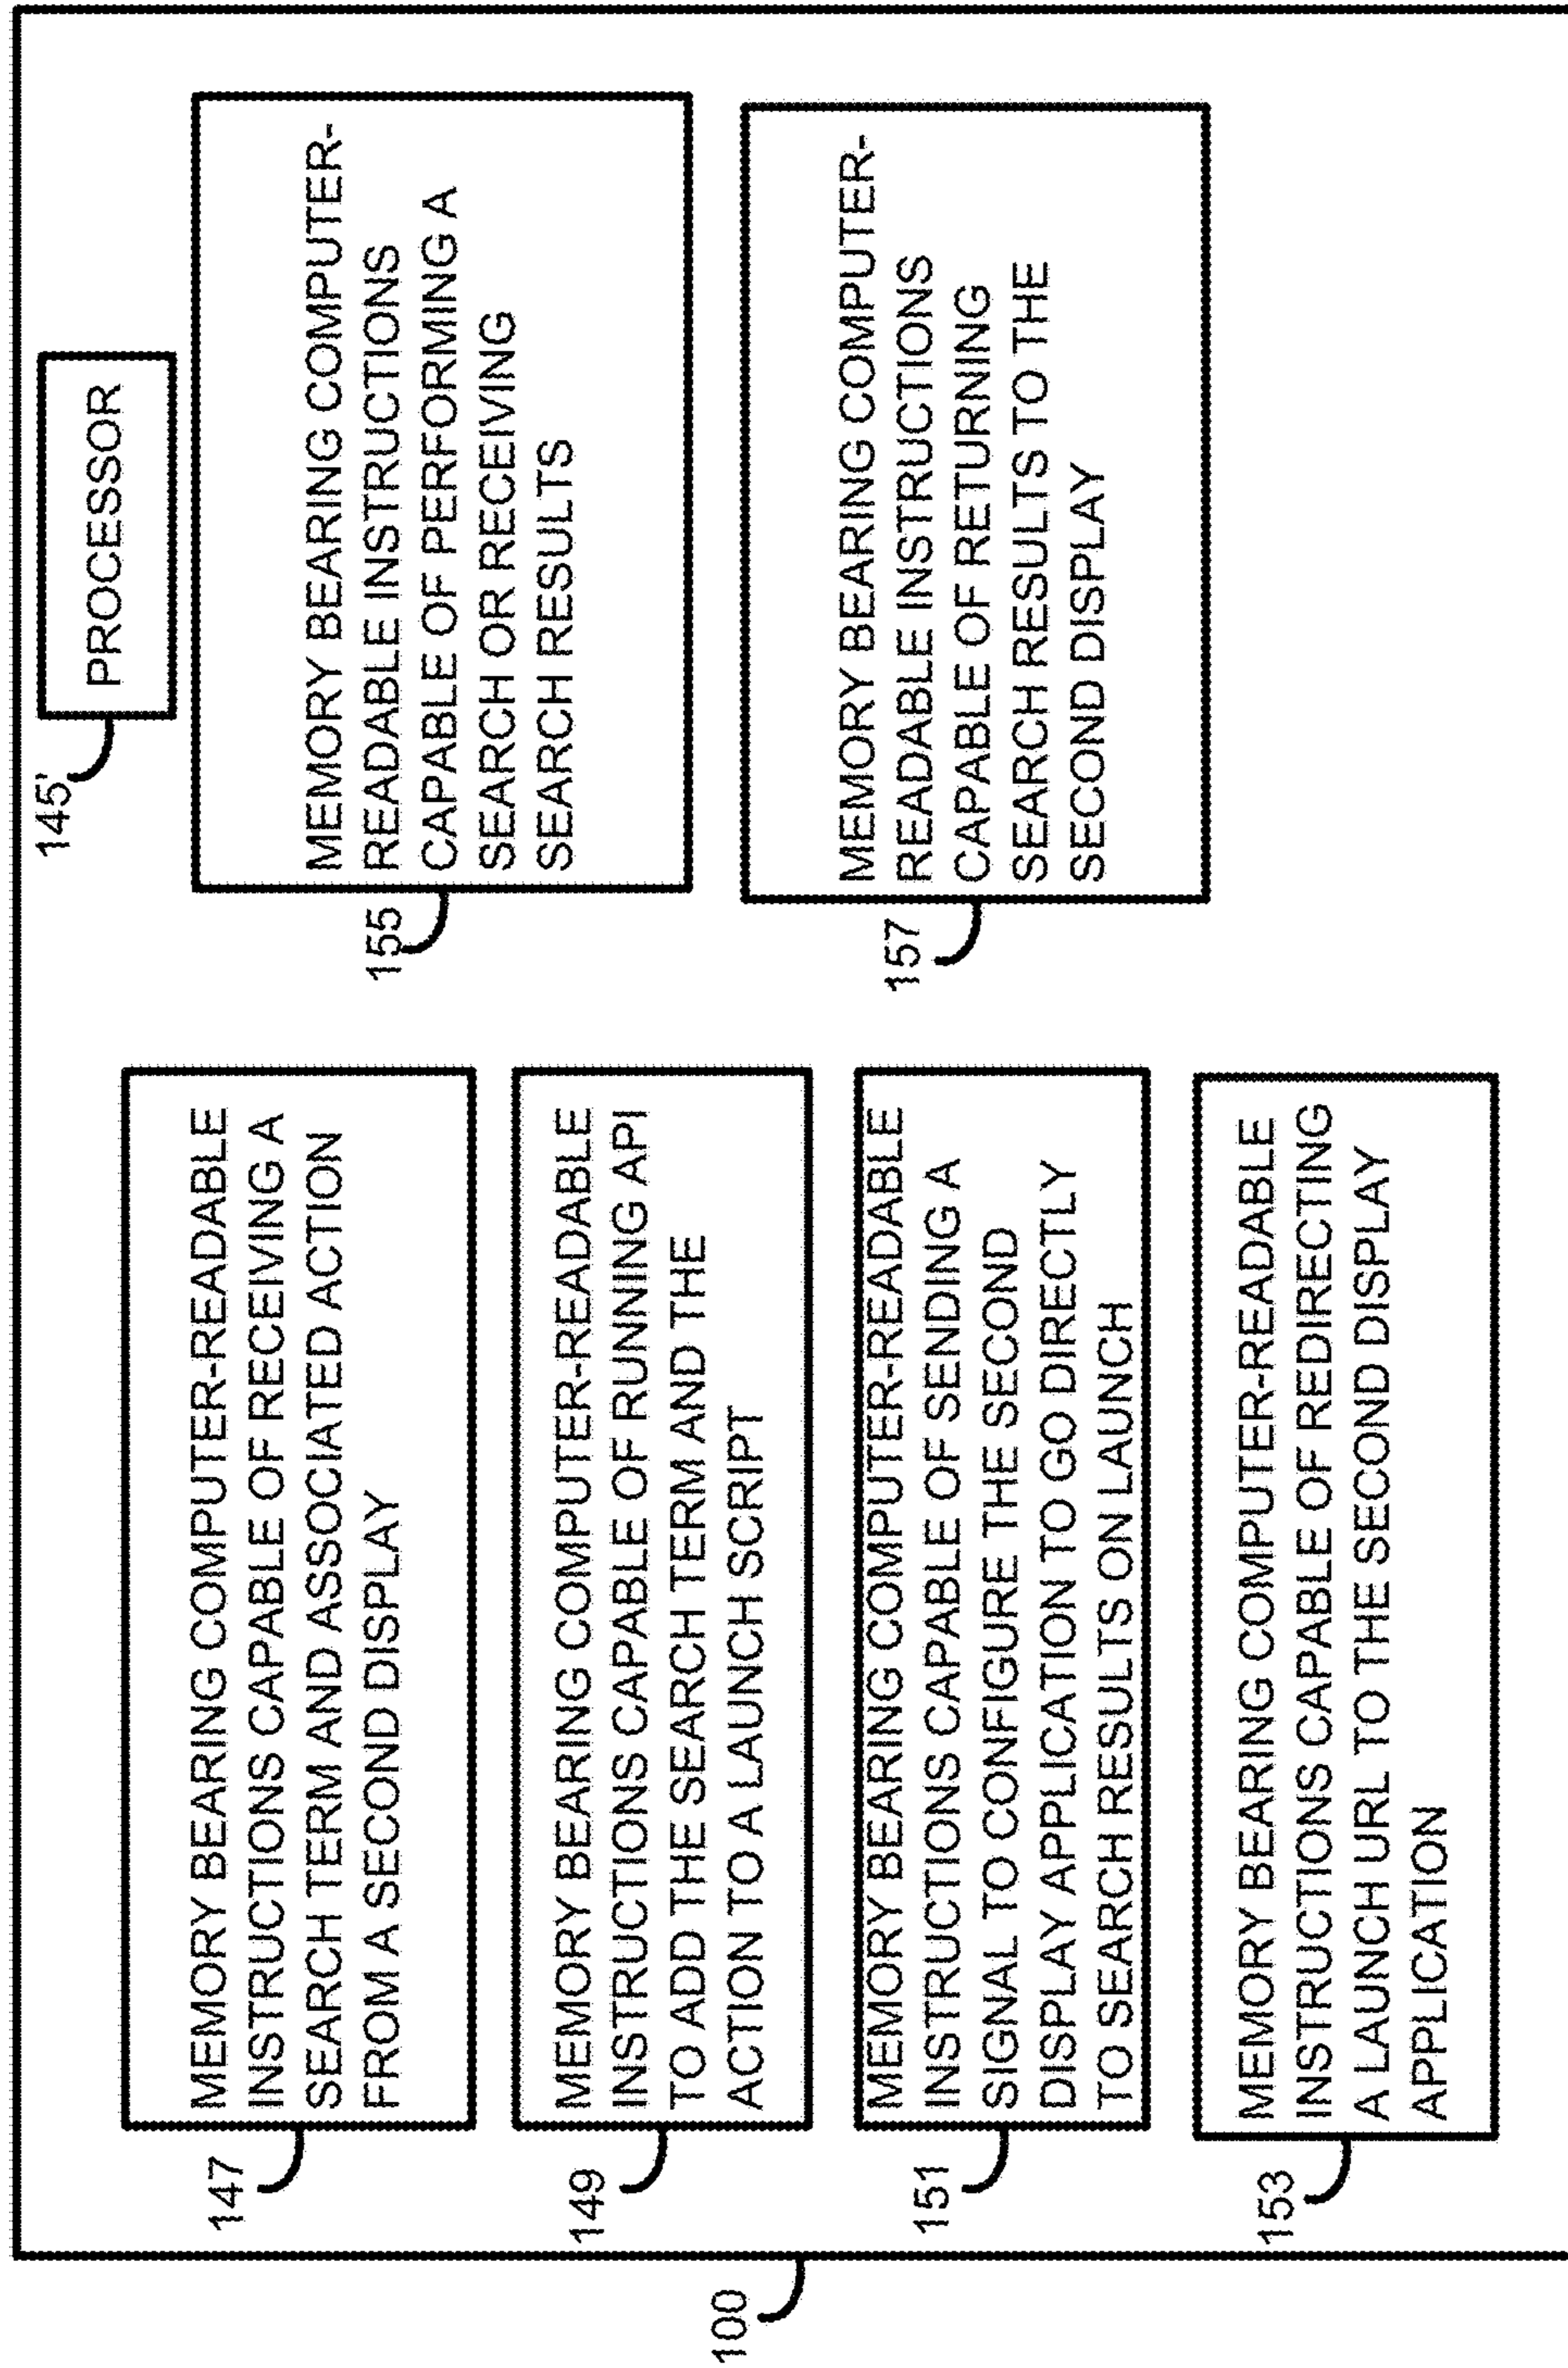 100
145'
PROCESSOR
147
MEMORY BEARING COMPUTER-READABLE
INSTRUCTIONS CAPABLE OF RECEIVING A
SEARCH TERM AND ASSOCIATED ACTION
FROM A SECOND DISPLAY
149
MEMORY BEARING COMPUTER-READABLE
INSTRUCTIONS CAPABLE OF RUNNING API
TO ADD THE SEARCH TERM AND THE
ACTION TO A LAUNCH SCRIPT
151
MEMORY BEARING COMPUTER-READABLE
INSTRUCTIONS CAPABLE OF SENDING A
SIGNAL TO CONFIGURE THE SECOND
DISPLAY APPLICATION TO GO DIRECTLY
TO SEARCH RESULTS ON LAUNCH
153
MEMORY BEARING COMPUTER-READABLE
INSTRUCTIONS CAPABLE OF REDIRECTING
A LAUNCH URL TO THE SECOND DISPLAY
APPLICATION
155
MEMORY BEARING COMPUTER-
READABLE INSTRUCTIONS
CAPABLE OF PERFORMING A
SEARCH OR RECEIVING
SEARCH RESULTS
157
MEMORY BEARING COMPUTER-
READABLE INSTRUCTIONS
CAPABLE OF RETURNING
SEARCH RESULTS TO THE
SECOND DISPLAY